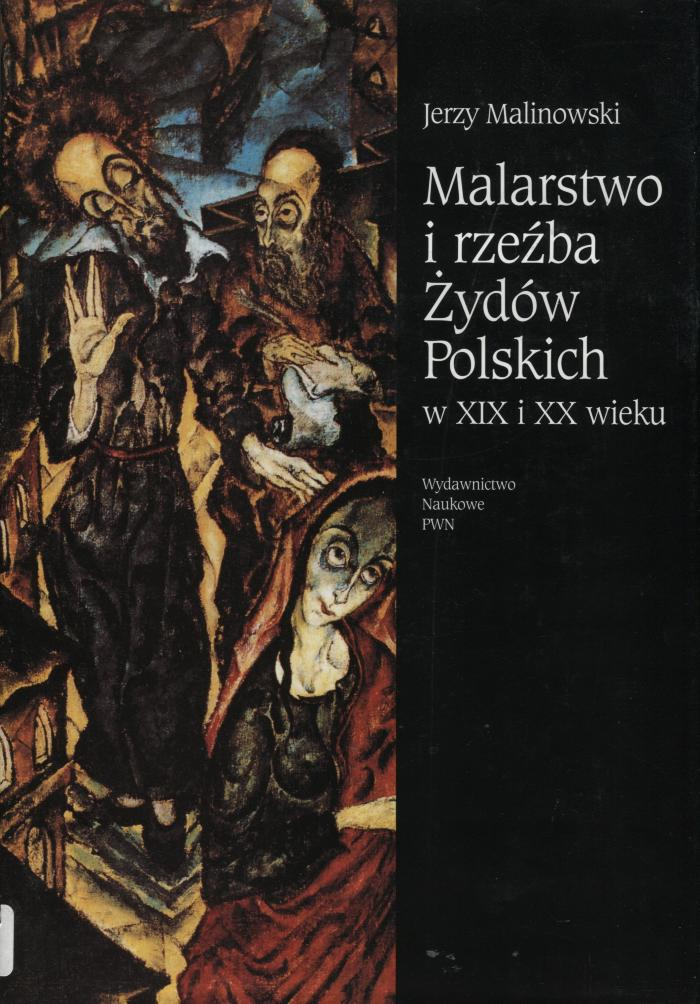 Jerzy Malinowski
Malarstwo
i rzeźba
Żydów
Polskich
w XIX i XX wieku
Wydawnictwo
Naukowe
PWN